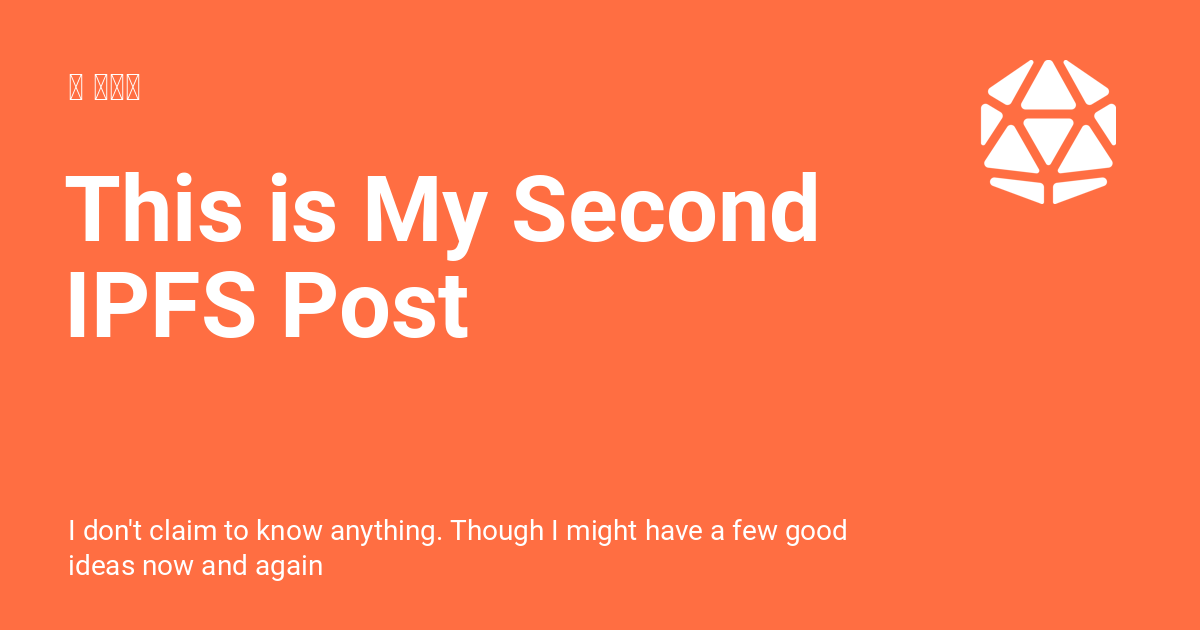 This is My Second
IPFS Post
I don't claim to know anything. Though I might have a few good
ideas now and again